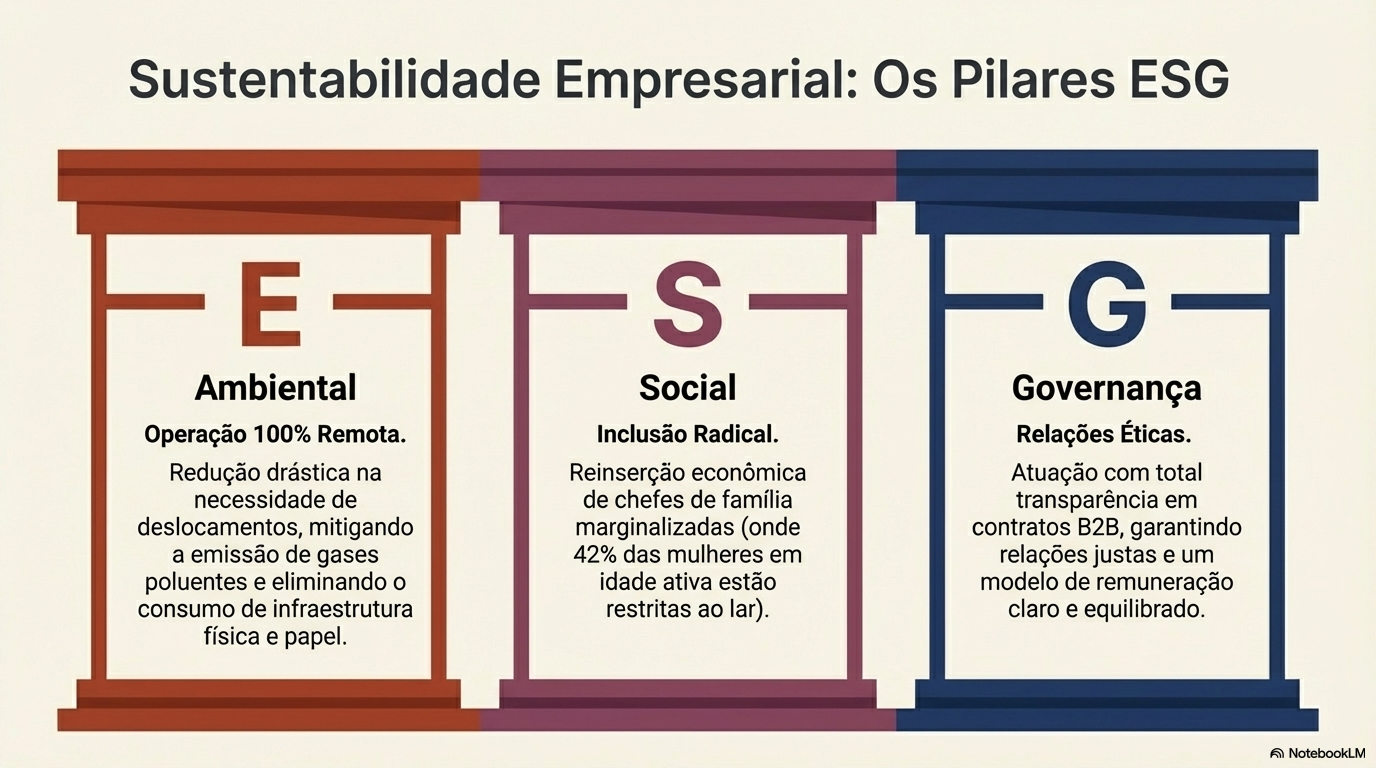 Sustentabilidade Empresarial: Os Pilares ESG
E
Ambiental
Operação 100% Remota.
Redução drástica na
necessidade de
deslocamentos, mitigando
a emissão de gases
poluentes e eliminando o
consumo de infraestrutura
física e papel.
S
Social
Inclusão Radical.
Reinserção econômica
de chefes de família
marginalizadas (onde
42% das mulheres em
idade ativa estão
restritas ao lar).
G
Governança
Relações Éticas.
Atuação com total
transparência em
contratos B2B, garantindo
relações justas e um
modelo de remuneração
claro e equilibrado.
NotebookLM